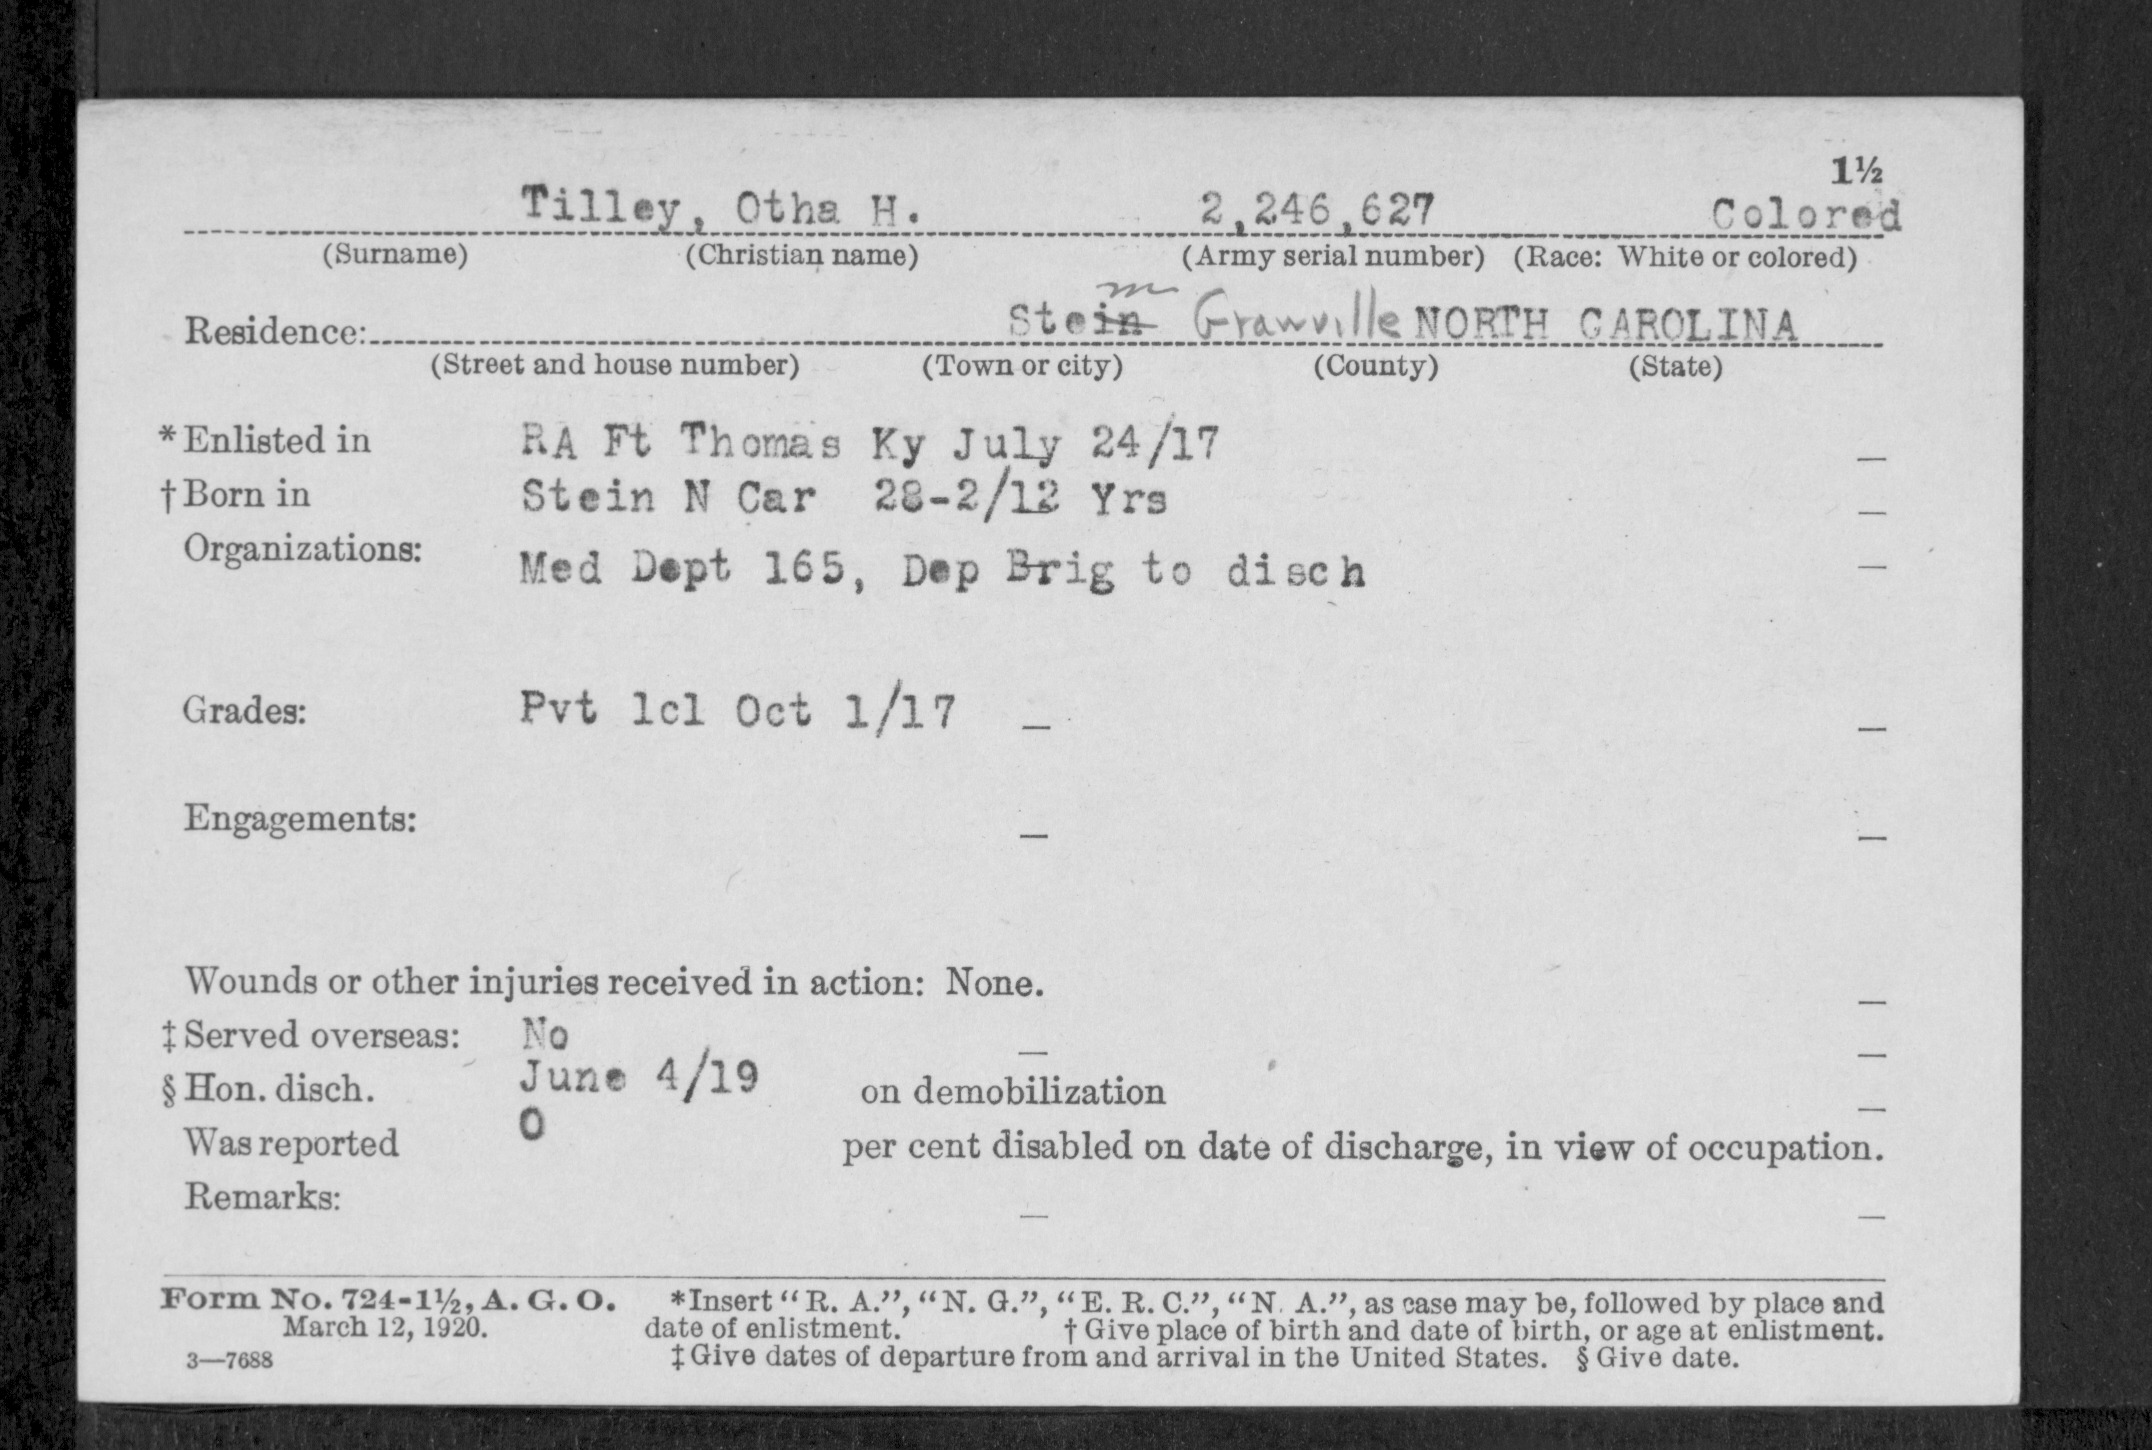 1½
Tilley, Otha H. 2,246,627 Colored
(Surname) (Christian name) (Army serial number) (Race: White or colored)
m
Residence: Stein Granville NORTH CAROLINA
(Street and house number) (Town or city) (County) (State)
*Enlisted in RA Ft Thomas Ky July 24/17
†Born in Stein N Car 28-2/12 Yrs
Organizations: Med Dept 165, Dep Brig to disch
Grades: Pvt 1cl Oct 1/17
Engagements:
Wounds or other injuries received in action: None.
‡Served overseas: No
§Hon. disch. June 4/19 on demobilization
Was reported 0 per cent disabled on date of discharge, in view of occupation.
Remarks:
Form No. 724-1½, A. G. O. *Insert "R. A.", "N. G.", "E. R. C.", "N. A.", as case may be, followed by place and
March 12, 1920. date of enlistment. †Give place of birth and date of birth, or age at enlistment.
3—7688 ‡Give dates of departure from and arrival in the United States. §Give date.